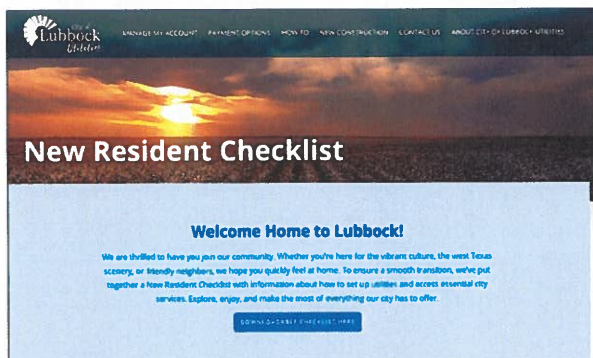 City of
Lubbock
Utilities
MANAGE MY ACCOUNT PAYMENT OPTIONS HOW TO NEW CONSTRUCTION CONTACT US ABOUT CITY OF LUBBOCK UTILITIES
New Resident Checklist
Welcome Home to Lubbock!
We are thrilled to have you join our community. Whether you're here for the vibrant culture, the west Texas
scenery, or friendly neighbors, we hope you quickly feel at home. To ensure a smooth transition, we've put
together a New Resident Checklist with information about how to set up utilities and access essential city
services. Explore, enjoy, and make the most of everything our city has to offer.
DOWNLOADABLE CHECKLIST HERE